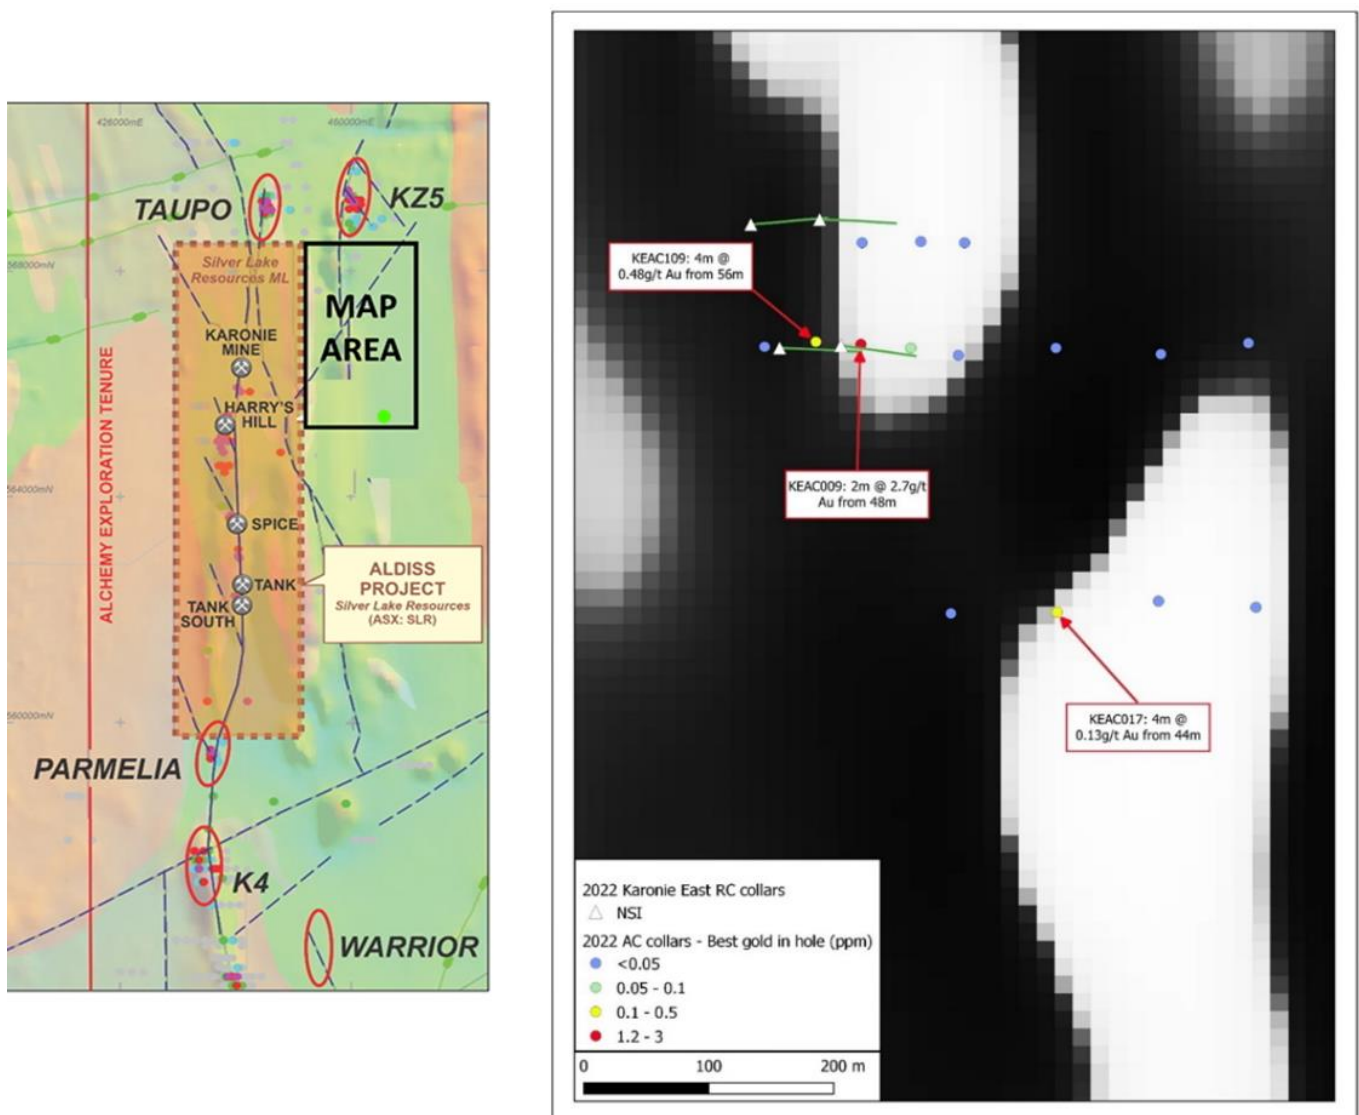 426000mE
460000mE
TAUPO
KZ5
568000mN
Silver Lake
Resources ML
MAP
AREA
KARONIE
MINE
HARRY'S
HILL
ALCHEMY EXPLORATION TENURE
564000mN
SPICE
ALDISS
PROJECT
Silver Lake Resources
(ASX: SLR)
TANK
TANK
SOUTH
560000mN
PARMELIA
K4
WARRIOR
KEAC109: 4m @
0.48g/t Au from 56m
KEAC009: 2m @ 2.7g/t
Au from 48m
KEAC017: 4m @
0.13g/t Au from 44m
2022 Karonie East RC collars
NSI
2022 AC collars - Best gold in hole (ppm)
<0.05
0.05 - 0.1
0.1 - 0.5
1.2 - 3
0 100 200 m